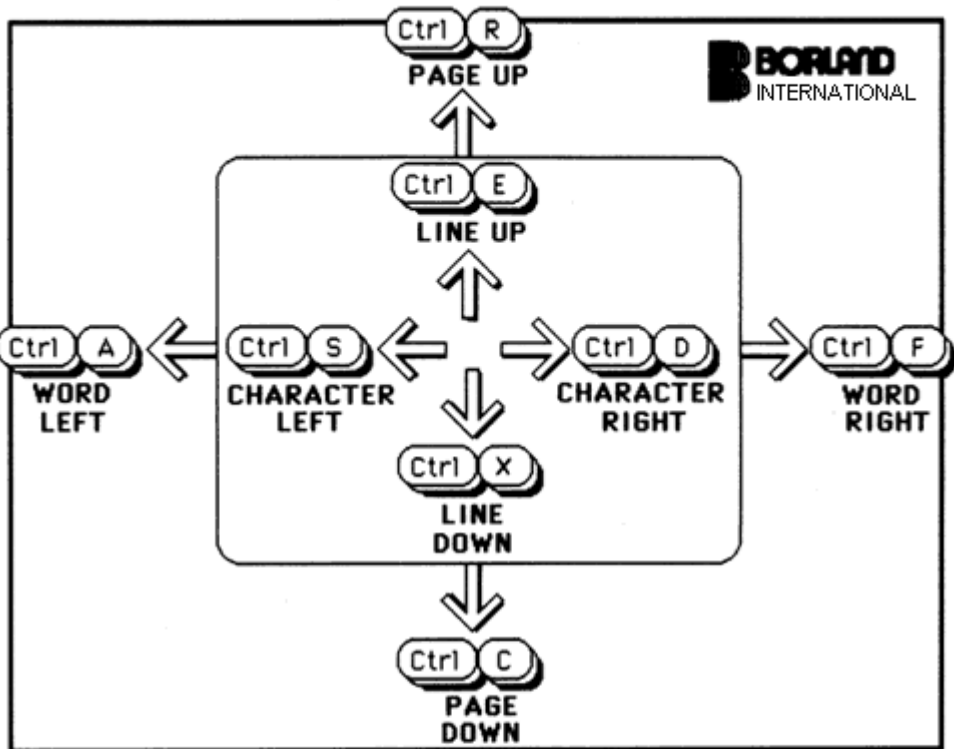 Ctrl R
PAGE UP
BORLAND
INTERNATIONAL
Ctrl E
LINE UP
Ctrl A
WORD
LEFT
Ctrl S
CHARACTER
LEFT
Ctrl D
CHARACTER
RIGHT
Ctrl F
WORD
RIGHT
Ctrl X
LINE
DOWN
Ctrl C
PAGE
DOWN